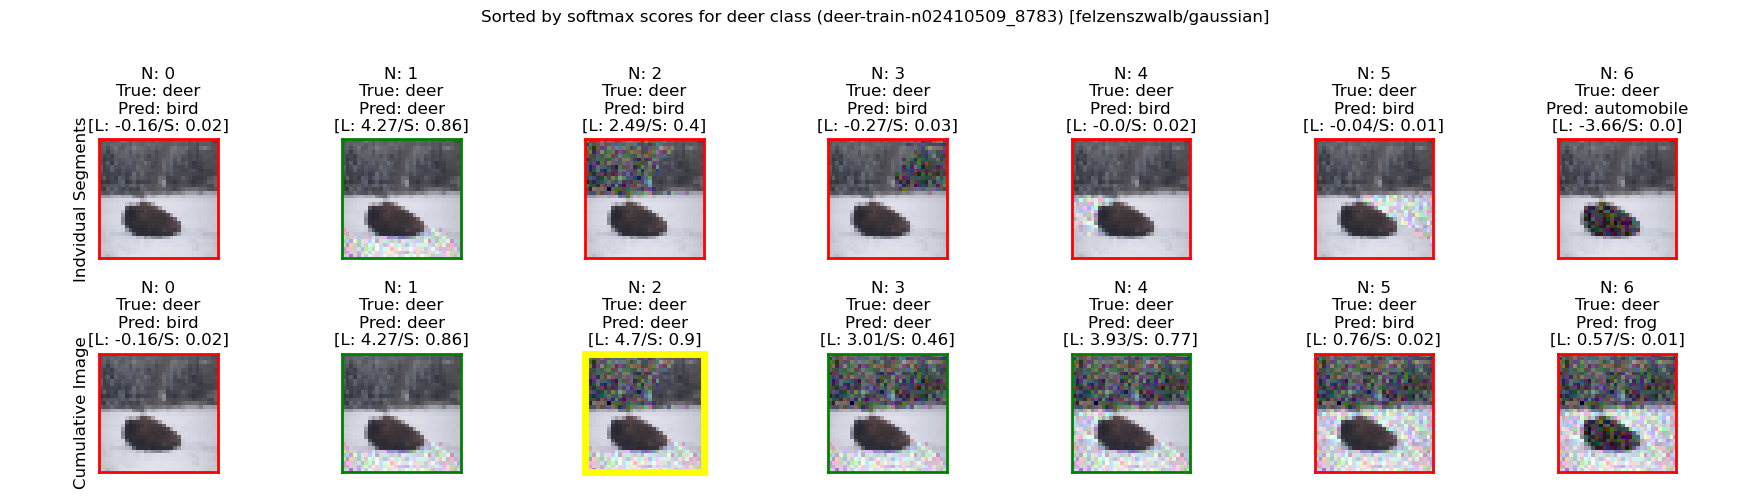 Sorted by softmax scores for deer class (deer-train-n02410509_8783) [felzenszwalb/gaussian]
Indvidual Segments
N: 0
True: deer
Pred: bird
[L: -0.16/S: 0.02]
N: 1
True: deer
Pred: deer
[L: 4.27/S: 0.86]
N: 2
True: deer
Pred: bird
[L: 2.49/S: 0.4]
N: 3
True: deer
Pred: bird
[L: -0.27/S: 0.03]
N: 4
True: deer
Pred: bird
[L: -0.0/S: 0.02]
N: 5
True: deer
Pred: bird
[L: -0.04/S: 0.01]
N: 6
True: deer
Pred: automobile
[L: -3.66/S: 0.0]
Cumulative Image
N: 0
True: deer
Pred: bird
[L: -0.16/S: 0.02]
N: 1
True: deer
Pred: deer
[L: 4.27/S: 0.86]
N: 2
True: deer
Pred: deer
[L: 4.7/S: 0.9]
N: 3
True: deer
Pred: deer
[L: 3.01/S: 0.46]
N: 4
True: deer
Pred: deer
[L: 3.93/S: 0.77]
N: 5
True: deer
Pred: bird
[L: 0.76/S: 0.02]
N: 6
True: deer
Pred: frog
[L: 0.57/S: 0.01]